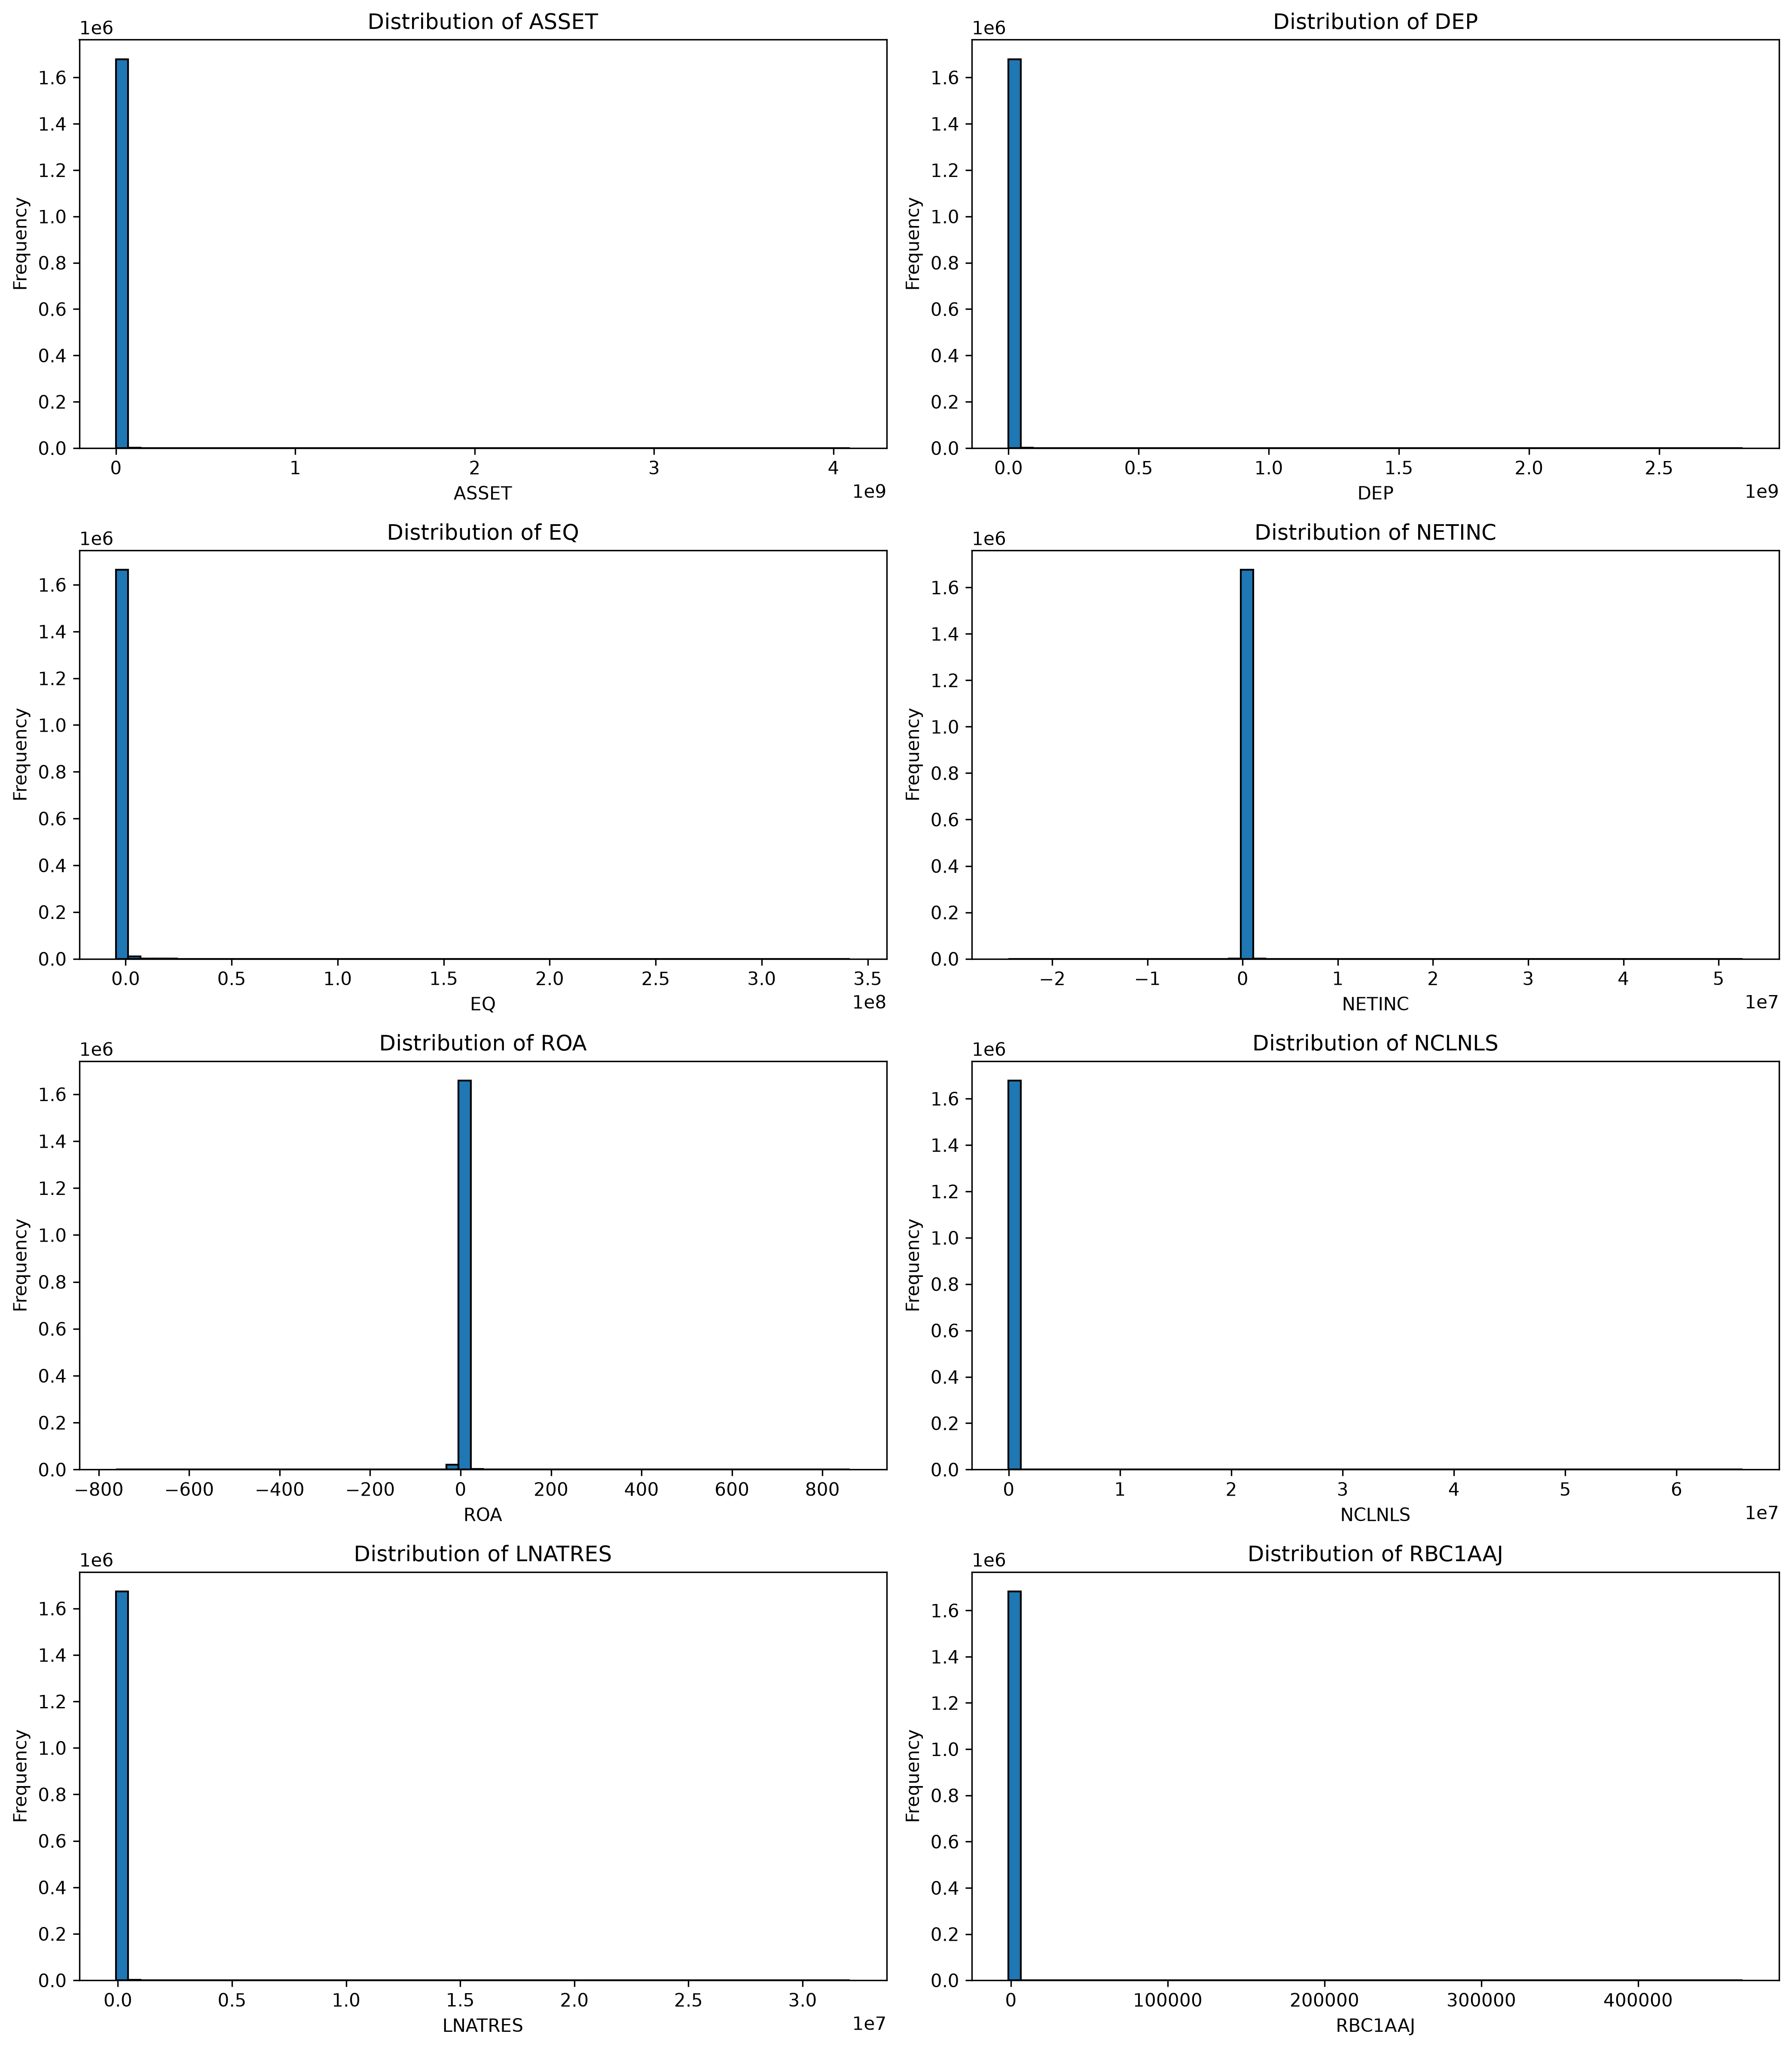 Distribution of ASSET
1e6
Frequency
1.6
1.4
1.2
1.0
0.8
0.6
0.4
0.2
0.0
0 1 2 3 4
1e9
ASSET
Distribution of DEP
1e6
Frequency
1.6
1.4
1.2
1.0
0.8
0.6
0.4
0.2
0.0
0.0 0.5 1.0 1.5 2.0 2.5
1e9
DEP
Distribution of EQ
1e6
Frequency
1.6
1.4
1.2
1.0
0.8
0.6
0.4
0.2
0.0
0.0 0.5 1.0 1.5 2.0 2.5 3.0 3.5
1e8
EQ
Distribution of NETINC
1e6
Frequency
1.6
1.4
1.2
1.0
0.8
0.6
0.4
0.2
0.0
−2 −1 0 1 2 3 4 5
1e7
NETINC
Distribution of ROA
1e6
Frequency
1.6
1.4
1.2
1.0
0.8
0.6
0.4
0.2
0.0
−800 −600 −400 −200 0 200 400 600 800
ROA
Distribution of NCLNLS
1e6
Frequency
1.6
1.4
1.2
1.0
0.8
0.6
0.4
0.2
0.0
0 1 2 3 4 5 6
1e7
NCLNLS
Distribution of LNATRES
1e6
Frequency
1.6
1.4
1.2
1.0
0.8
0.6
0.4
0.2
0.0
0.0 0.5 1.0 1.5 2.0 2.5 3.0
1e7
LNATRES
Distribution of RBC1AAJ
1e6
Frequency
1.6
1.4
1.2
1.0
0.8
0.6
0.4
0.2
0.0
0 100000 200000 300000 400000
RBC1AAJ